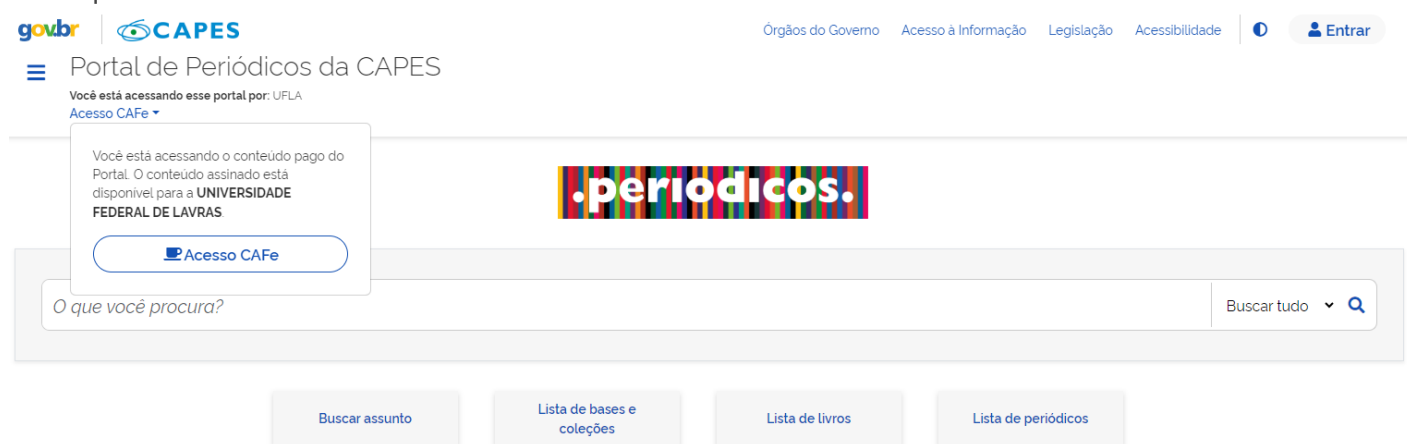 gov.br
CAPES
Órgãos do Governo
Acesso à Informação
Legislação
Acessibilidade
Entrar
Portal de Periódicos da CAPES
Você está acessando esse portal por: UFLA
Acesso CAFe
Você está acessando o conteúdo pago do
Portal. O conteúdo assinado está
disponível para a UNIVERSIDADE
FEDERAL DE LAVRAS.
Acesso CAFe
.periodicos.
O que você procura?
Buscar tudo
Buscar assunto
Lista de bases e
coleções
Lista de livros
Lista de periódicos